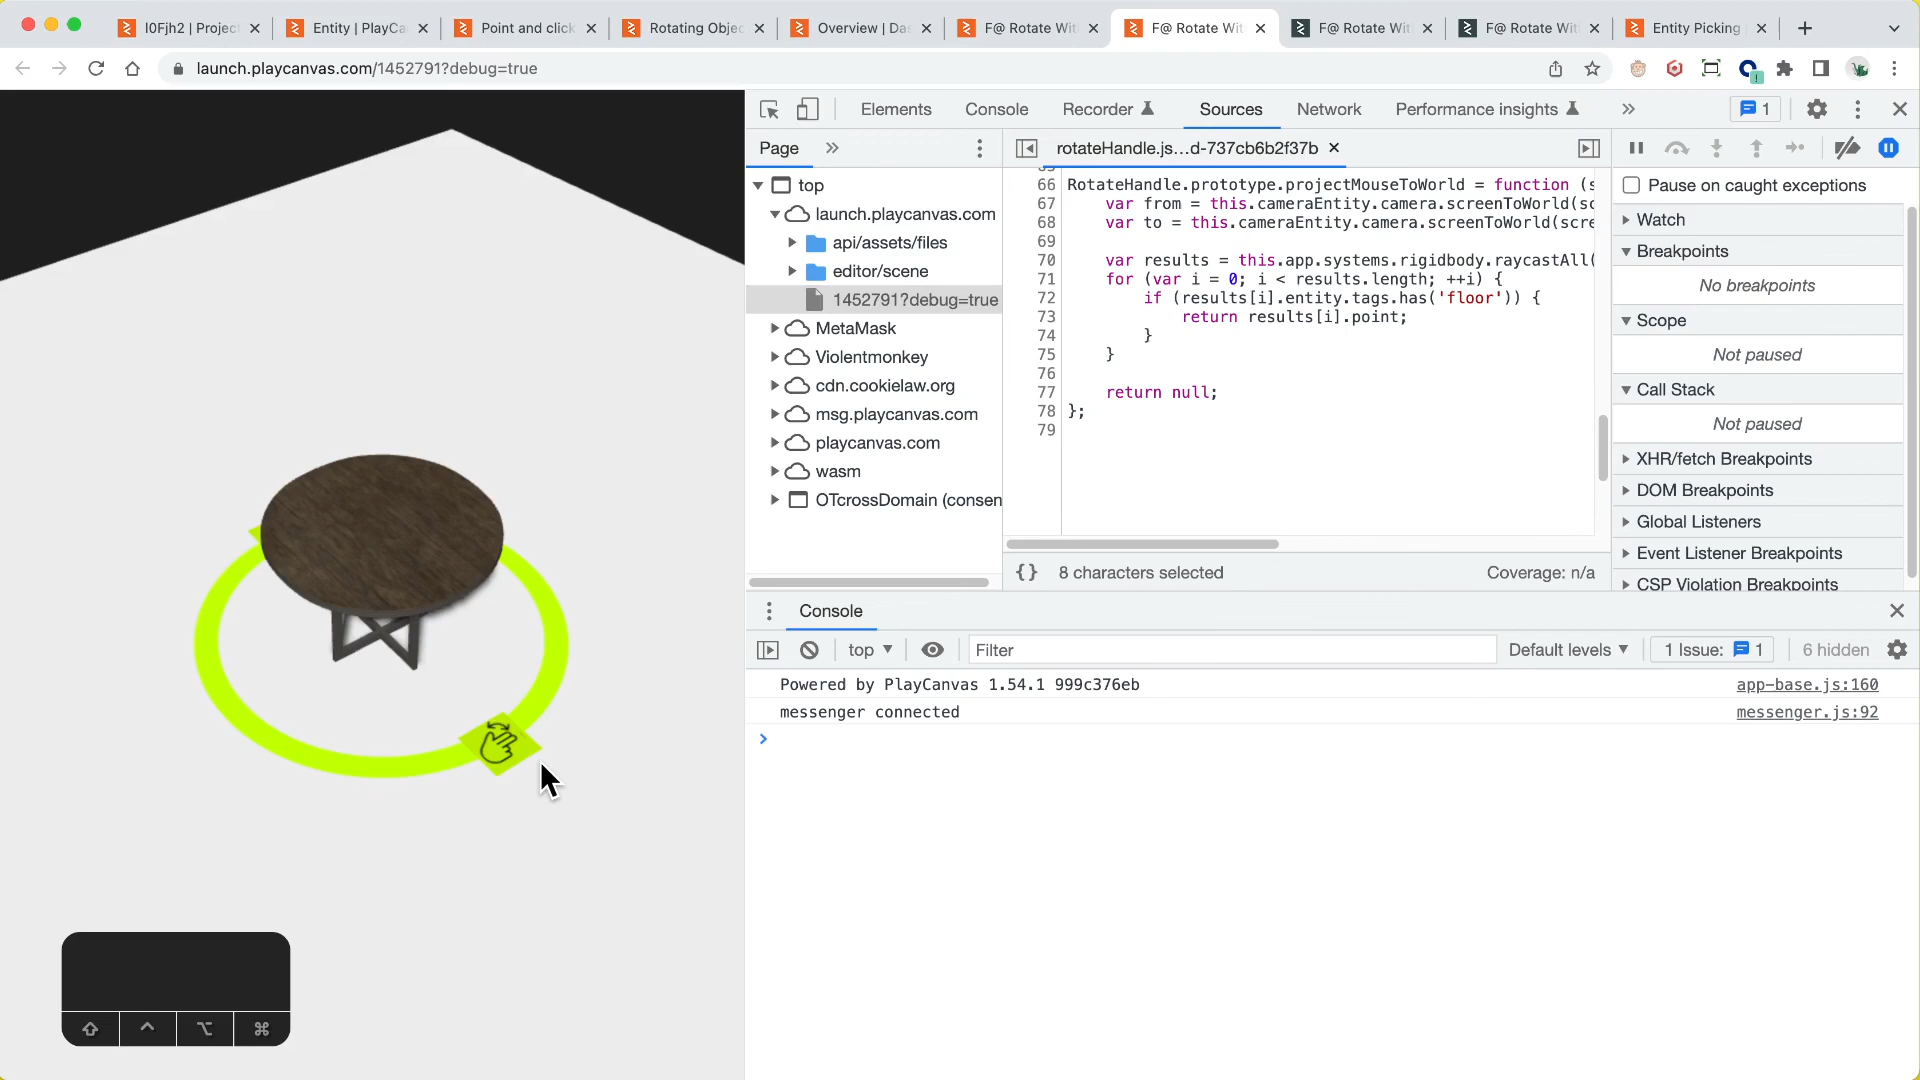 I0Fjh2 | Project
Entity | PlayCa
Point and click
Rotating Objec
Overview | Das
F@ Rotate Wit
F@ Rotate Wit
F@ Rotate Wit
F@ Rotate Wit
Entity Picking
launch.playcanvas.com/1452791?debug=true
Elements
Console
Recorder
Sources
Network
Performance insights
1
Page
rotateHandle.js...d-737cb6b2f37b
top
launch.playcanvas.com
api/assets/files
editor/scene
1452791?debug=true
MetaMask
Violentmonkey
cdn.cookielaw.org
msg.playcanvas.com
playcanvas.com
wasm
OTcrossDomain (consen
66 RotateHandle.prototype.projectMouseToWorld = function (s
67 var from = this.cameraEntity.camera.screenToWorld(sc
68 var to = this.cameraEntity.camera.screenToWorld(scre
69
70 var results = this.app.systems.rigidbody.raycastAll(
71 for (var i = 0; i < results.length; ++i) {
72 if (results[i].entity.tags.has('floor')) {
73 return results[i].point;
74 }
75 }
76
77 return null;
78 };
79
{} 8 characters selected
Coverage: n/a
Pause on caught exceptions
Watch
Breakpoints
No breakpoints
Scope
Not paused
Call Stack
Not paused
XHR/fetch Breakpoints
DOM Breakpoints
Global Listeners
Event Listener Breakpoints
CSP Violation Breakpoints
Console
top
Filter
Default levels
1 Issue: 1
6 hidden
Powered by PlayCanvas 1.54.1 999c376eb
app-base.js:160
messenger connected
messenger.js:92